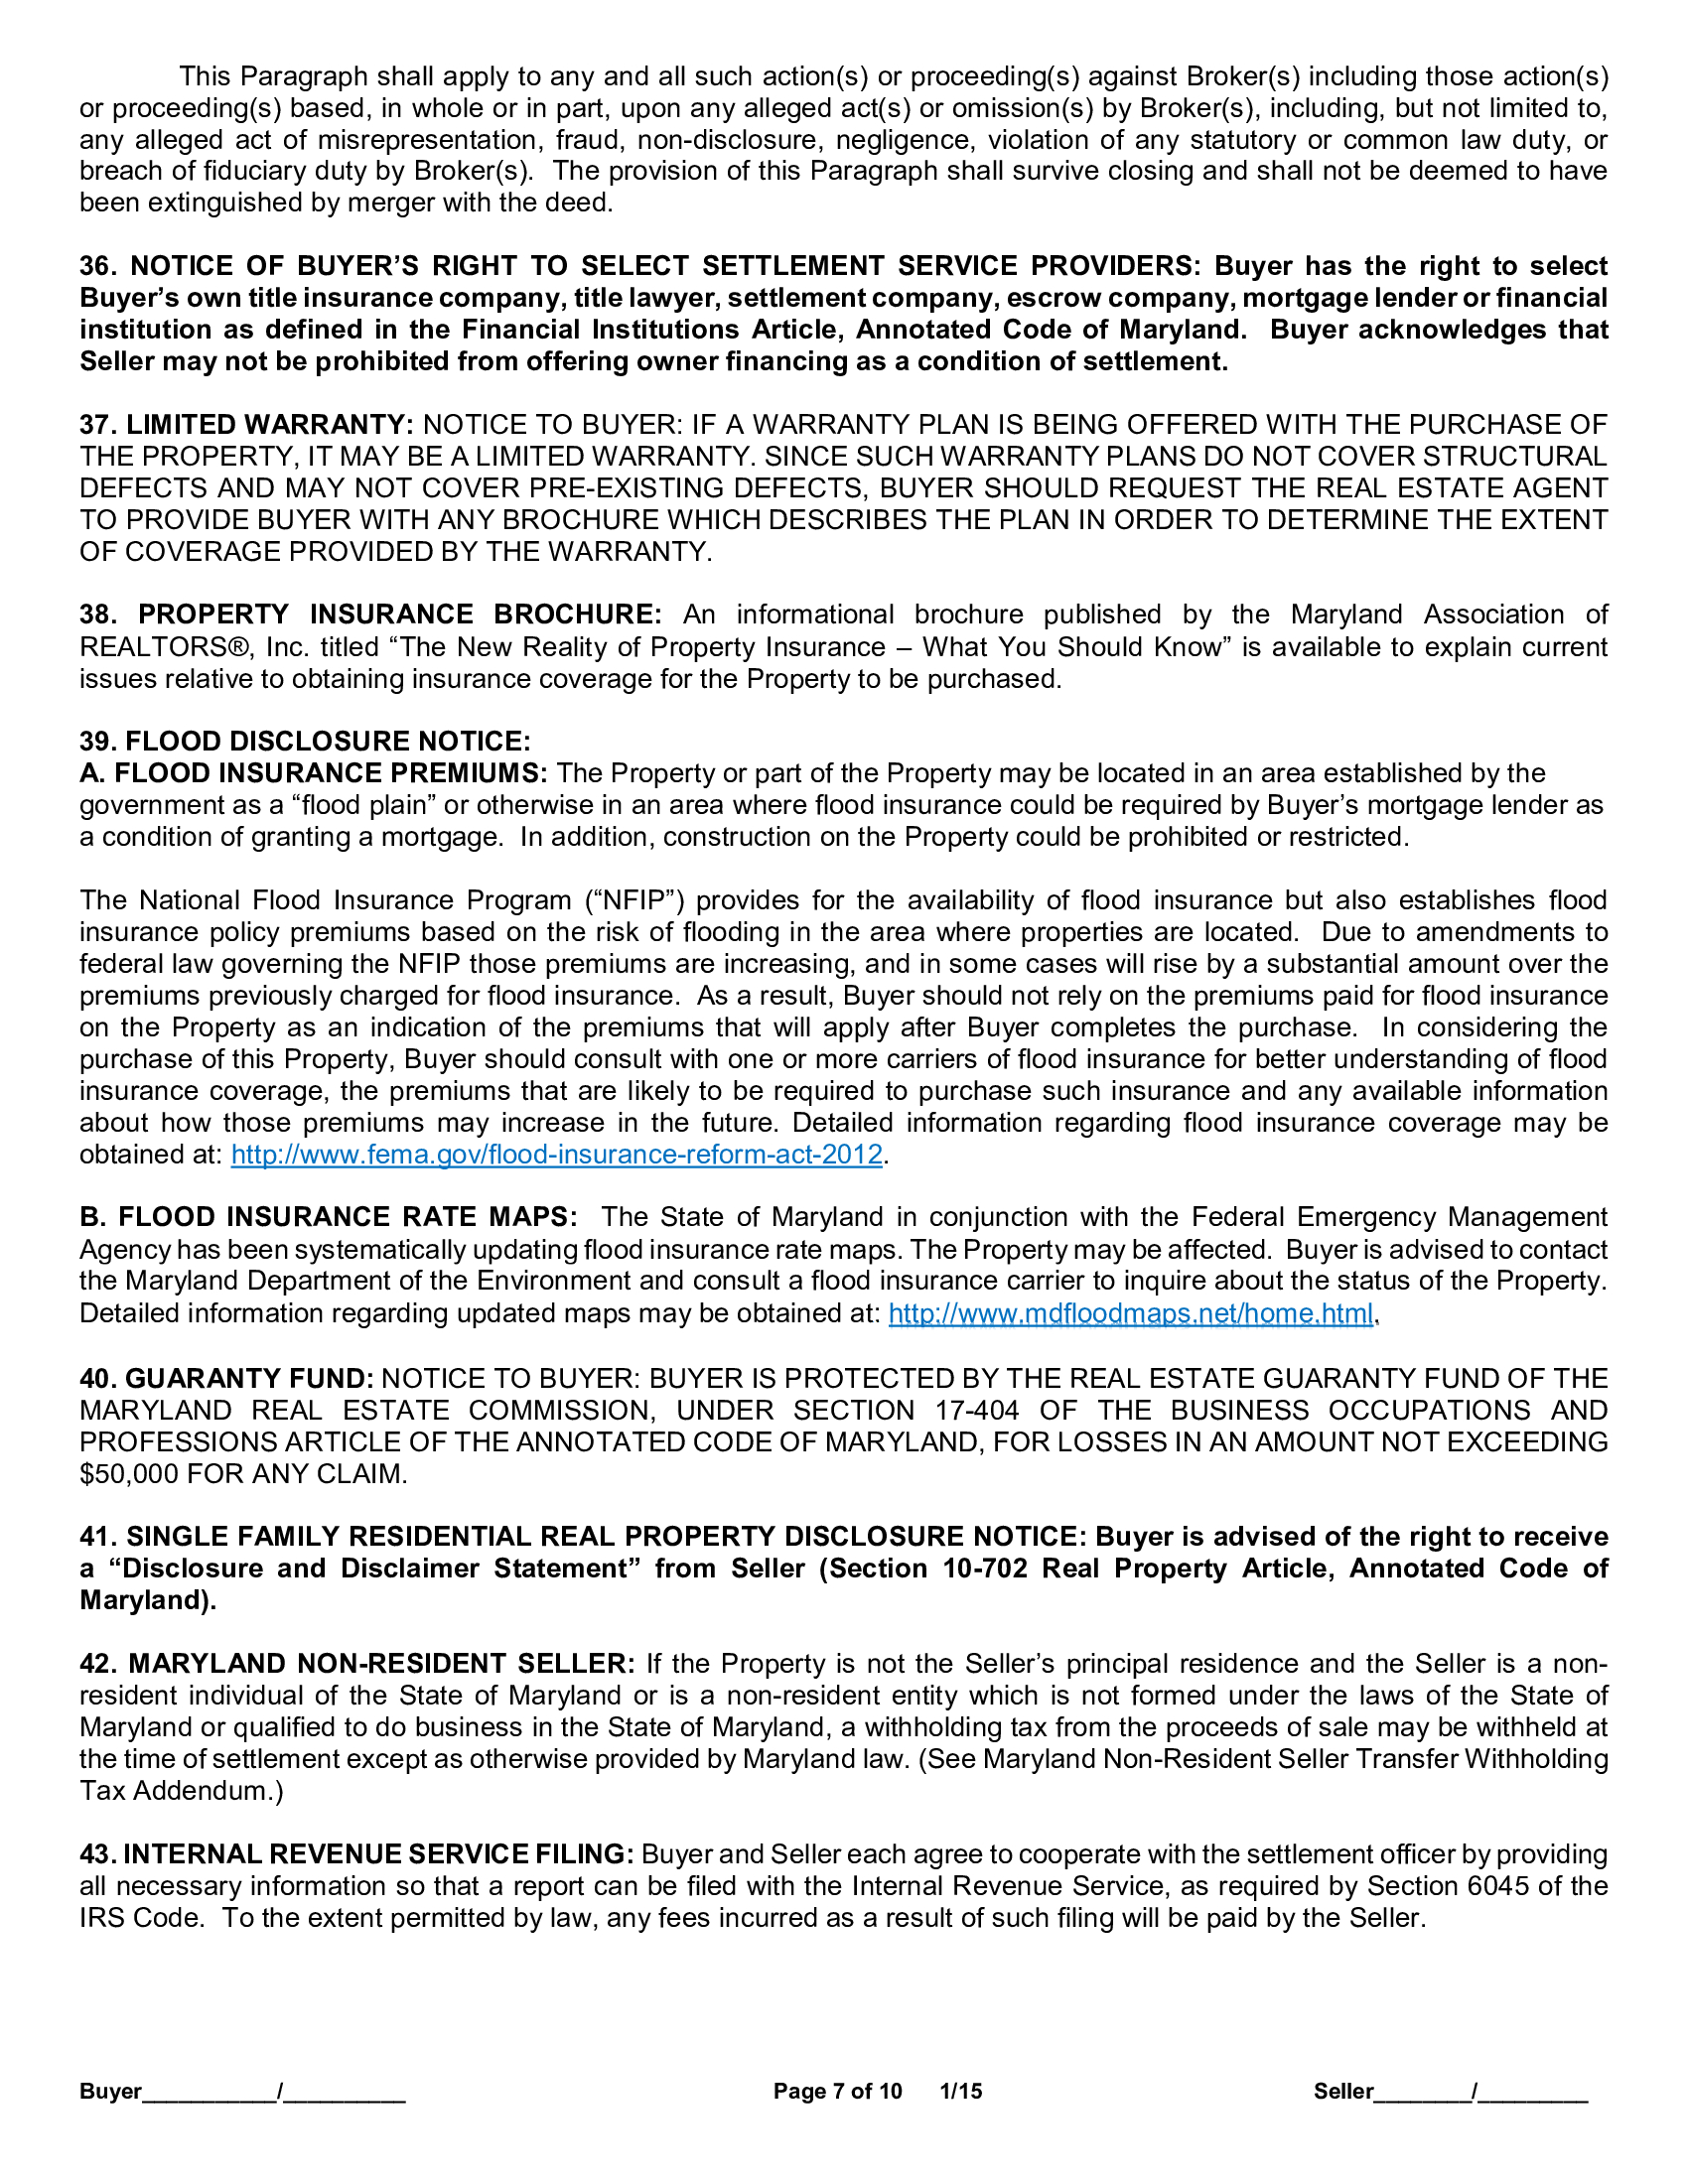 This Paragraph shall apply to any and all such action(s) or proceeding(s) against Broker(s) including those action(s)
or proceeding(s) based, in whole or in part, upon any alleged act(s) or omission(s) by Broker(s), including, but not limited to,
any alleged act of misrepresentation, fraud, non-disclosure, negligence, violation of any statutory or common law duty, or
breach of fiduciary duty by Broker(s). The provision of this Paragraph shall survive closing and shall not be deemed to have
been extinguished by merger with the deed.
36. NOTICE OF BUYER’S RIGHT TO SELECT SETTLEMENT SERVICE PROVIDERS: Buyer has the right to select
Buyer’s own title insurance company, title lawyer, settlement company, escrow company, mortgage lender or financial
institution as defined in the Financial Institutions Article, Annotated Code of Maryland. Buyer acknowledges that
Seller may not be prohibited from offering owner financing as a condition of settlement.
37. LIMITED WARRANTY: NOTICE TO BUYER: IF A WARRANTY PLAN IS BEING OFFERED WITH THE PURCHASE OF
THE PROPERTY, IT MAY BE A LIMITED WARRANTY. SINCE SUCH WARRANTY PLANS DO NOT COVER STRUCTURAL
DEFECTS AND MAY NOT COVER PRE-EXISTING DEFECTS, BUYER SHOULD REQUEST THE REAL ESTATE AGENT
TO PROVIDE BUYER WITH ANY BROCHURE WHICH DESCRIBES THE PLAN IN ORDER TO DETERMINE THE EXTENT
OF COVERAGE PROVIDED BY THE WARRANTY.
38. PROPERTY INSURANCE BROCHURE: An informational brochure published by the Maryland Association of
REALTORS®, Inc. titled “The New Reality of Property Insurance – What You Should Know” is available to explain current
issues relative to obtaining insurance coverage for the Property to be purchased.
39. FLOOD DISCLOSURE NOTICE:
A. FLOOD INSURANCE PREMIUMS: The Property or part of the Property may be located in an area established by the
government as a “flood plain” or otherwise in an area where flood insurance could be required by Buyer’s mortgage lender as
a condition of granting a mortgage. In addition, construction on the Property could be prohibited or restricted.
The National Flood Insurance Program (“NFIP”) provides for the availability of flood insurance but also establishes flood
insurance policy premiums based on the risk of flooding in the area where properties are located. Due to amendments to
federal law governing the NFIP those premiums are increasing, and in some cases will rise by a substantial amount over the
premiums previously charged for flood insurance. As a result, Buyer should not rely on the premiums paid for flood insurance
on the Property as an indication of the premiums that will apply after Buyer completes the purchase. In considering the
purchase of this Property, Buyer should consult with one or more carriers of flood insurance for better understanding of flood
insurance coverage, the premiums that are likely to be required to purchase such insurance and any available information
about how those premiums may increase in the future. Detailed information regarding flood insurance coverage may be
obtained at: http://www.fema.gov/flood-insurance-reform-act-2012.
B. FLOOD INSURANCE RATE MAPS: The State of Maryland in conjunction with the Federal Emergency Management
Agency has been systematically updating flood insurance rate maps. The Property may be affected. Buyer is advised to contact
the Maryland Department of the Environment and consult a flood insurance carrier to inquire about the status of the Property.
Detailed information regarding updated maps may be obtained at: http://www.mdfloodmaps.net/home.html.
40. GUARANTY FUND: NOTICE TO BUYER: BUYER IS PROTECTED BY THE REAL ESTATE GUARANTY FUND OF THE
MARYLAND REAL ESTATE COMMISSION, UNDER SECTION 17-404 OF THE BUSINESS OCCUPATIONS AND
PROFESSIONS ARTICLE OF THE ANNOTATED CODE OF MARYLAND, FOR LOSSES IN AN AMOUNT NOT EXCEEDING
$50,000 FOR ANY CLAIM.
41. SINGLE FAMILY RESIDENTIAL REAL PROPERTY DISCLOSURE NOTICE: Buyer is advised of the right to receive
a “Disclosure and Disclaimer Statement” from Seller (Section 10-702 Real Property Article, Annotated Code of
Maryland).
42. MARYLAND NON-RESIDENT SELLER: If the Property is not the Seller’s principal residence and the Seller is a non-
resident individual of the State of Maryland or is a non-resident entity which is not formed under the laws of the State of
Maryland or qualified to do business in the State of Maryland, a withholding tax from the proceeds of sale may be withheld at
the time of settlement except as otherwise provided by Maryland law. (See Maryland Non-Resident Seller Transfer Withholding
Tax Addendum.)
43. INTERNAL REVENUE SERVICE FILING: Buyer and Seller each agree to cooperate with the settlement officer by providing
all necessary information so that a report can be filed with the Internal Revenue Service, as required by Section 6045 of the
IRS Code. To the extent permitted by law, any fees incurred as a result of such filing will be paid by the Seller.
Buyer___________/__________ Page 7 of 10 1/15 Seller________/_________